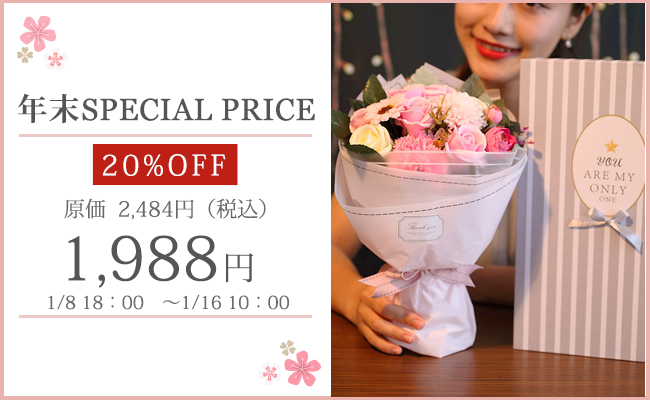 年末SPECIAL PRICE
20%OFF
原価 2,484円（税込）
1,988円
1/8 18：00　～1/16 10：00
Thank you
YOU
ARE MY
ONLY
ONE